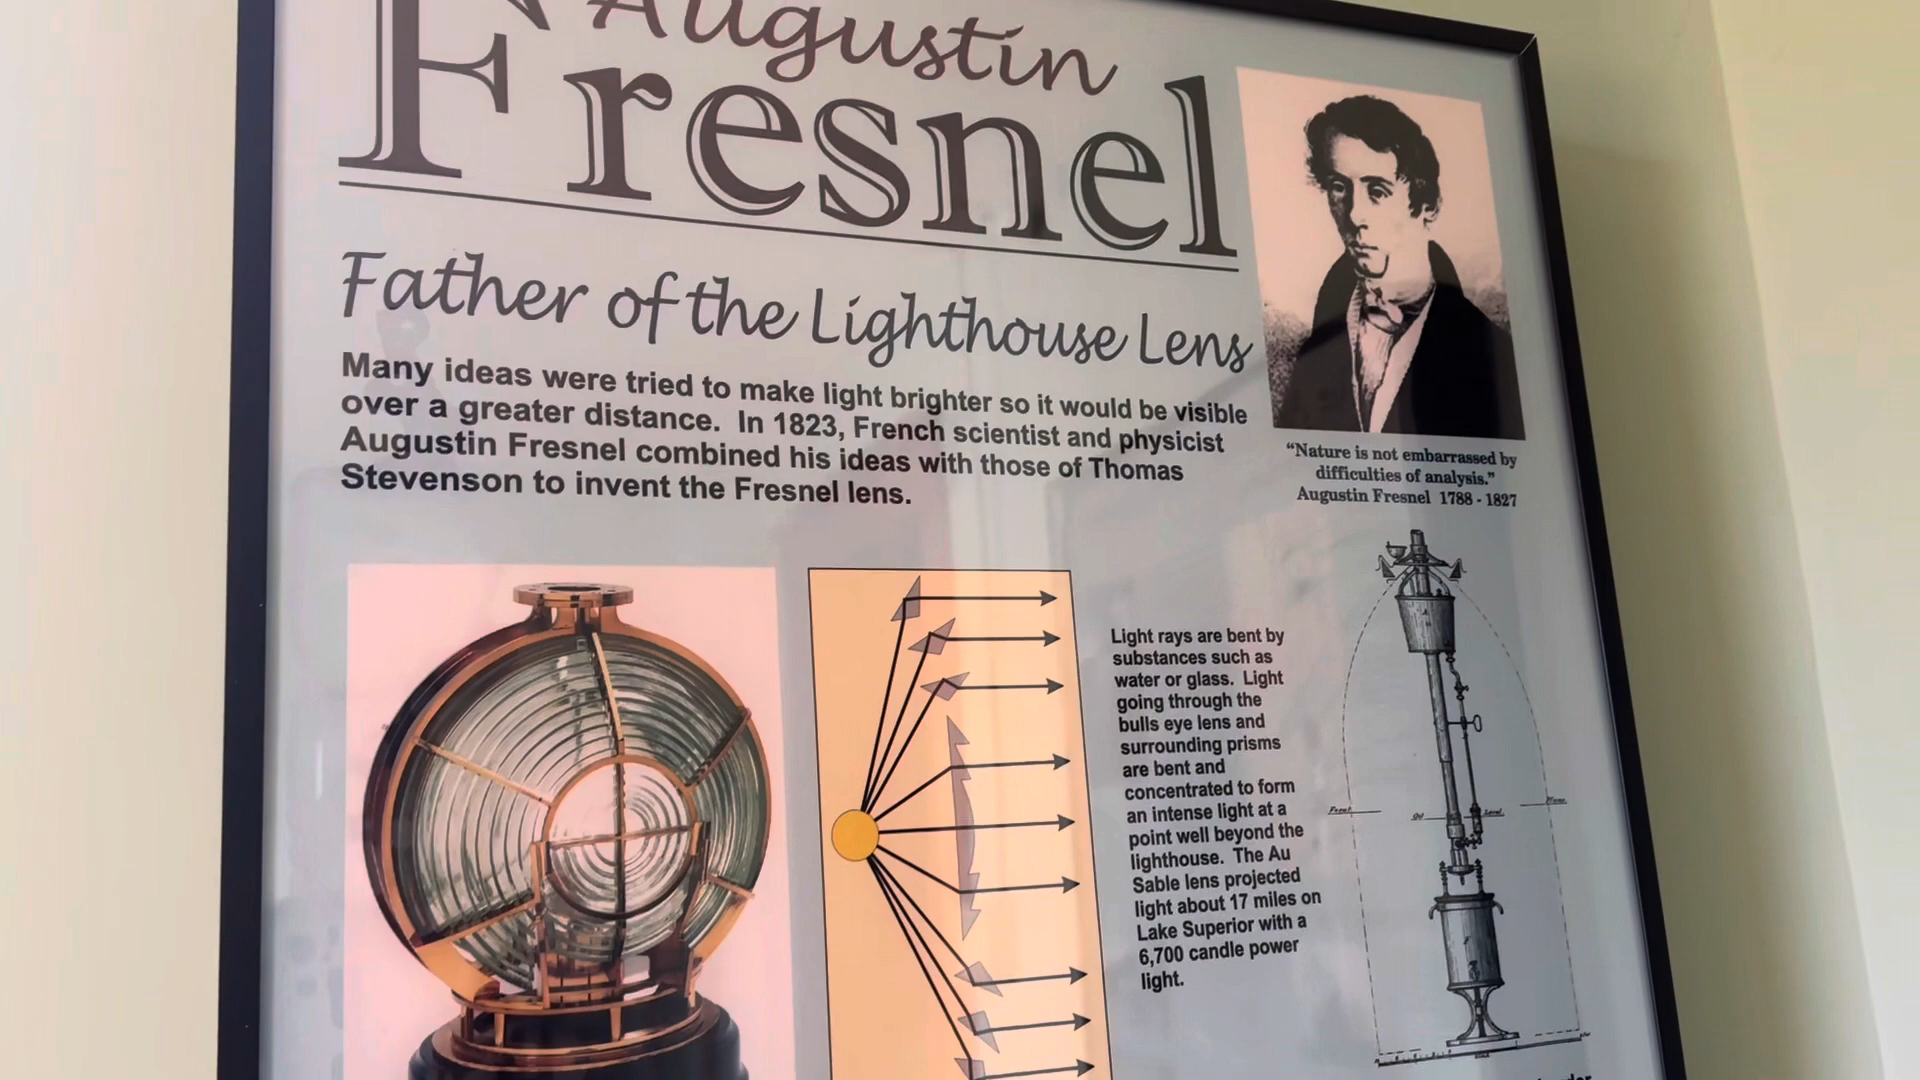 Augustin
Fresnel
Father of the Lighthouse Lens
Many ideas were tried to make light brighter so it would be visible
over a greater distance. In 1823, French scientist and physicist
Augustin Fresnel combined his ideas with those of Thomas
Stevenson to invent the Fresnel lens.
“Nature is not embarrassed by
difficulties of analysis.”
Augustin Fresnel 1788 - 1827
Light rays are bent by
substances such as
water or glass. Light
going through the
bulls eye lens and
surrounding prisms
are bent and
concentrated to form
an intense light at a
point well beyond the
lighthouse. The Au
Sable lens projected
light about 17 miles on
Lake Superior with a
6,700 candle power
light.